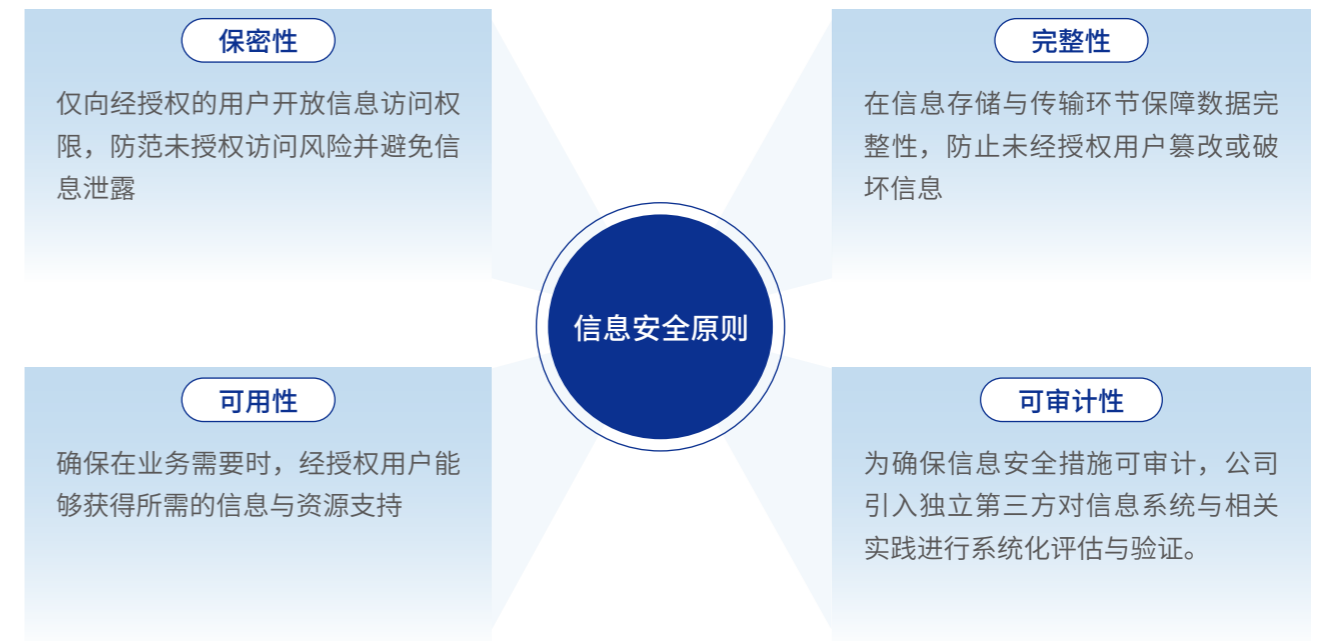 保密性
仅向经授权的用户开放信息访问权
限，防范未授权访问风险并避免信
息泄露
完整性
在信息存储与传输环节保障数据完
整性，防止未经授权用户篡改或破
坏信息
信息安全原则
可用性
确保在业务需要时，经授权用户能
够获得所需的信息与资源支持
可审计性
为确保信息安全措施可审计，公司
引入独立第三方对信息系统与相关
实践进行系统化评估与验证。